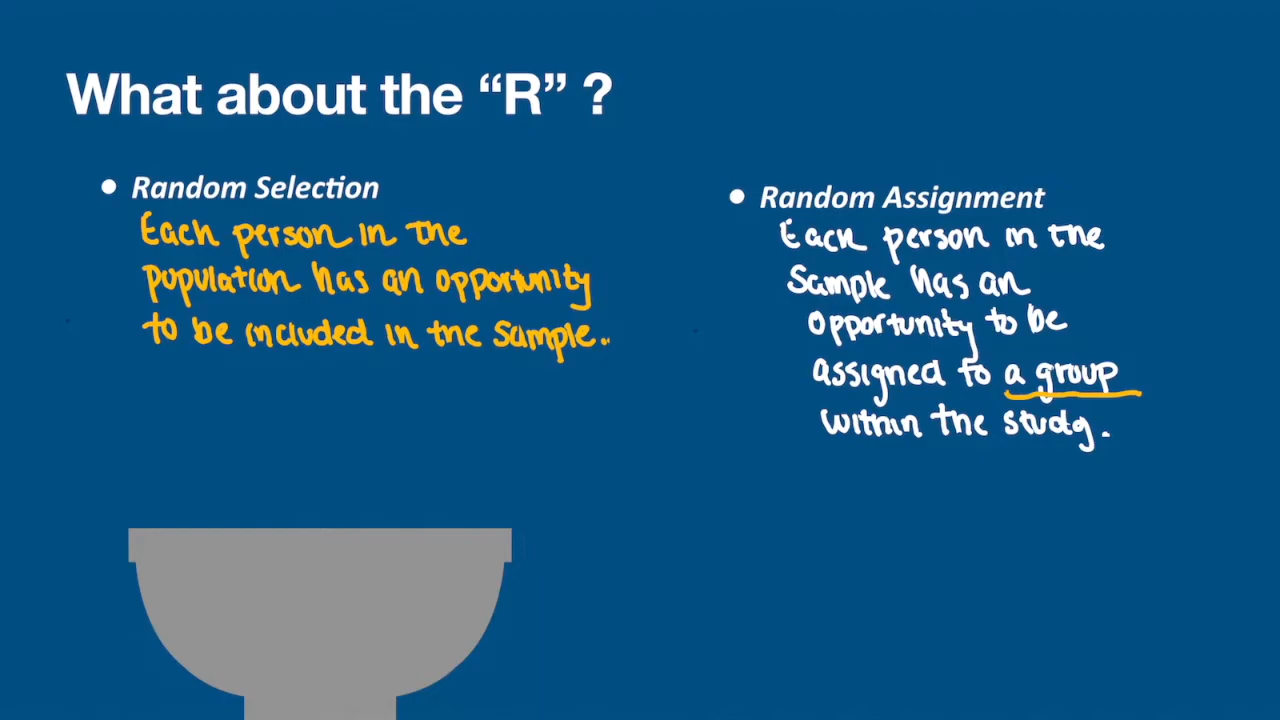 What about the “R” ?
• Random Selection
Each person in the
population has an opportunity
to be included in the sample.
• Random Assignment
Each person in the
Sample has an
opportunity to be
assigned to a group
within the study.